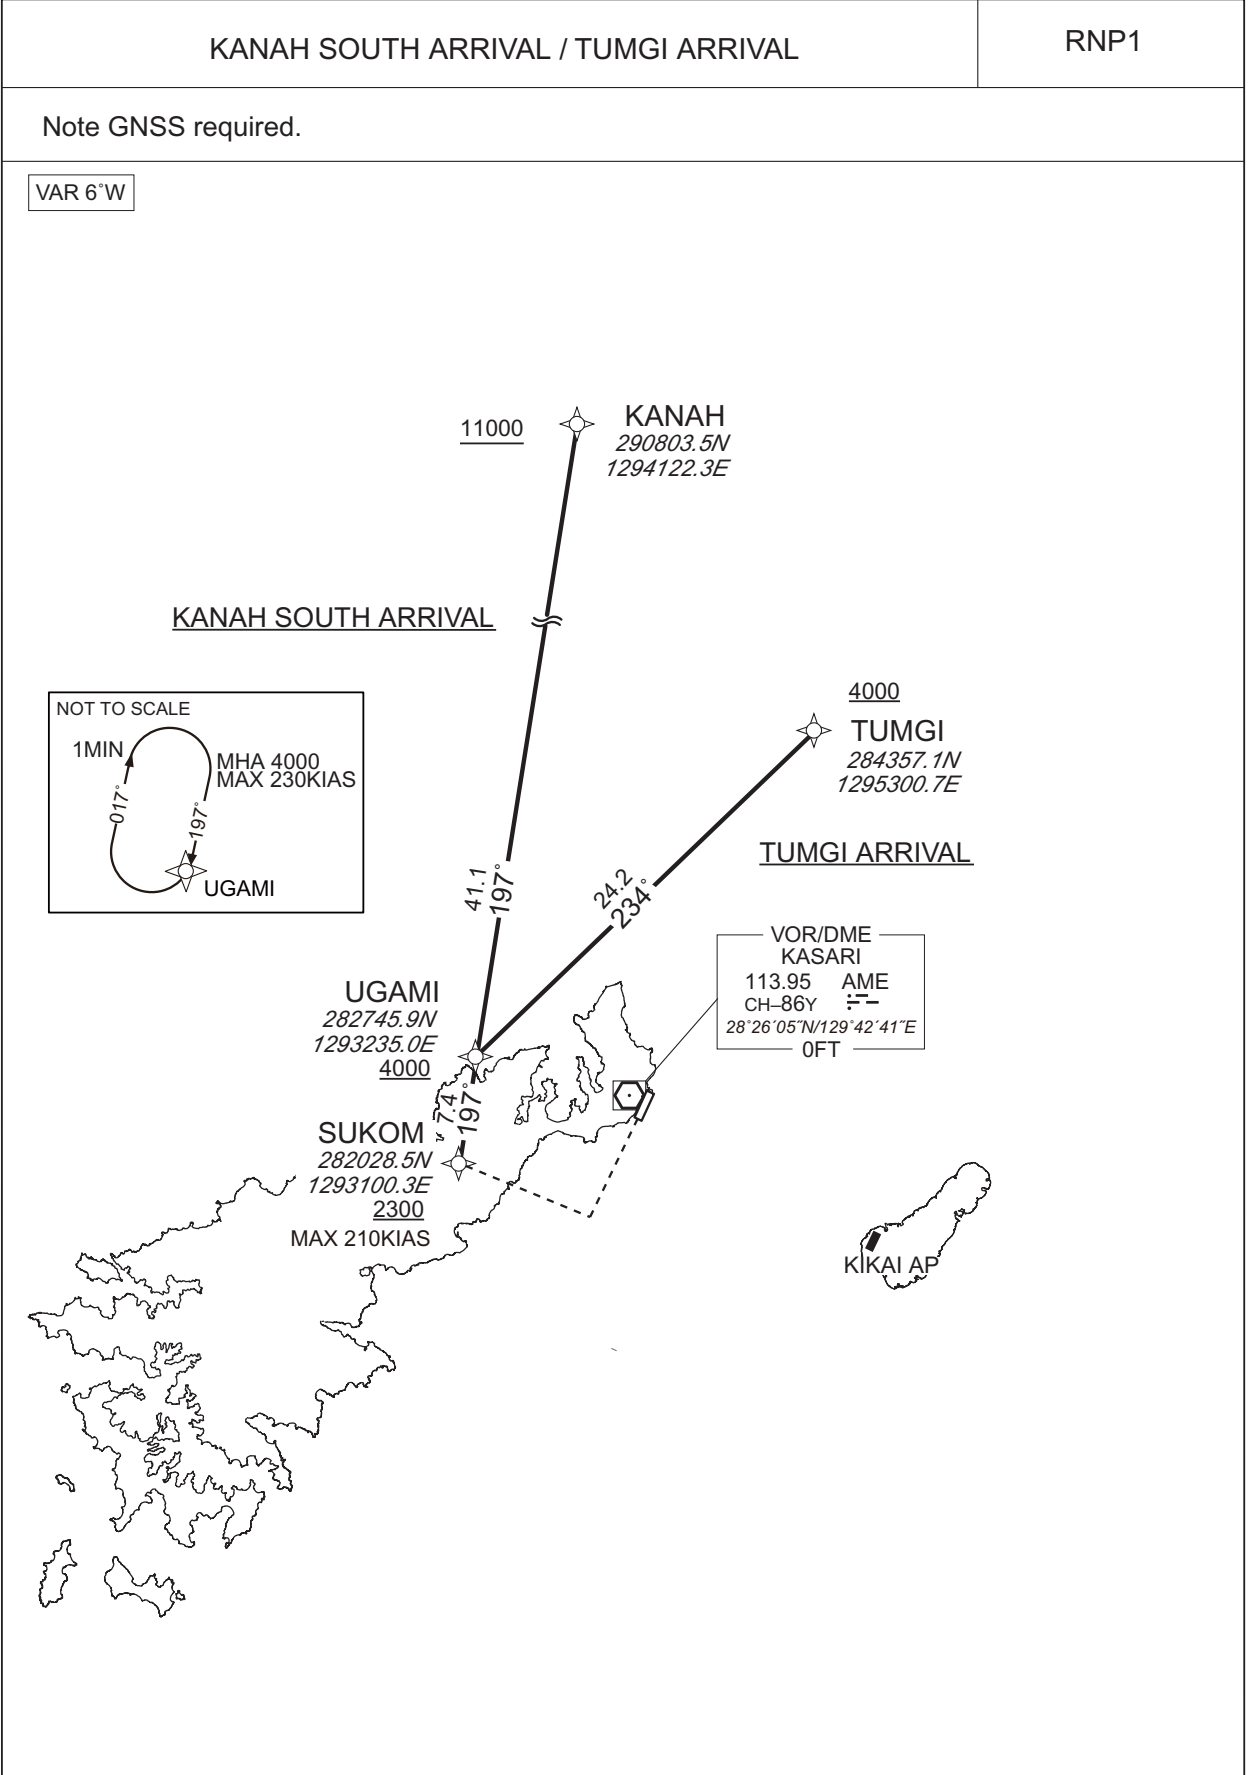 KANAH SOUTH ARRIVAL / TUMGI ARRIVAL
RNP1
Note GNSS required.
VAR 6˚W
11000
KANAH
290803.5N
1294122.3E
KANAH SOUTH ARRIVAL
4000
TUMGI
284357.1N
1295300.7E
NOT TO SCALE
1MIN
MHA 4000
MAX 230KIAS
017˚
197˚
UGAMI
TUMGI ARRIVAL
41.1
197˚
24.2
234˚
VOR/DME
KASARI
113.95 AME
CH–86Y
28˚26´05˝N/129˚42´41˝E
0FT
UGAMI
282745.9N
1293235.0E
4000
7.4
197˚
SUKOM
282028.5N
1293100.3E
2300
MAX 210KIAS
KIKAI AP